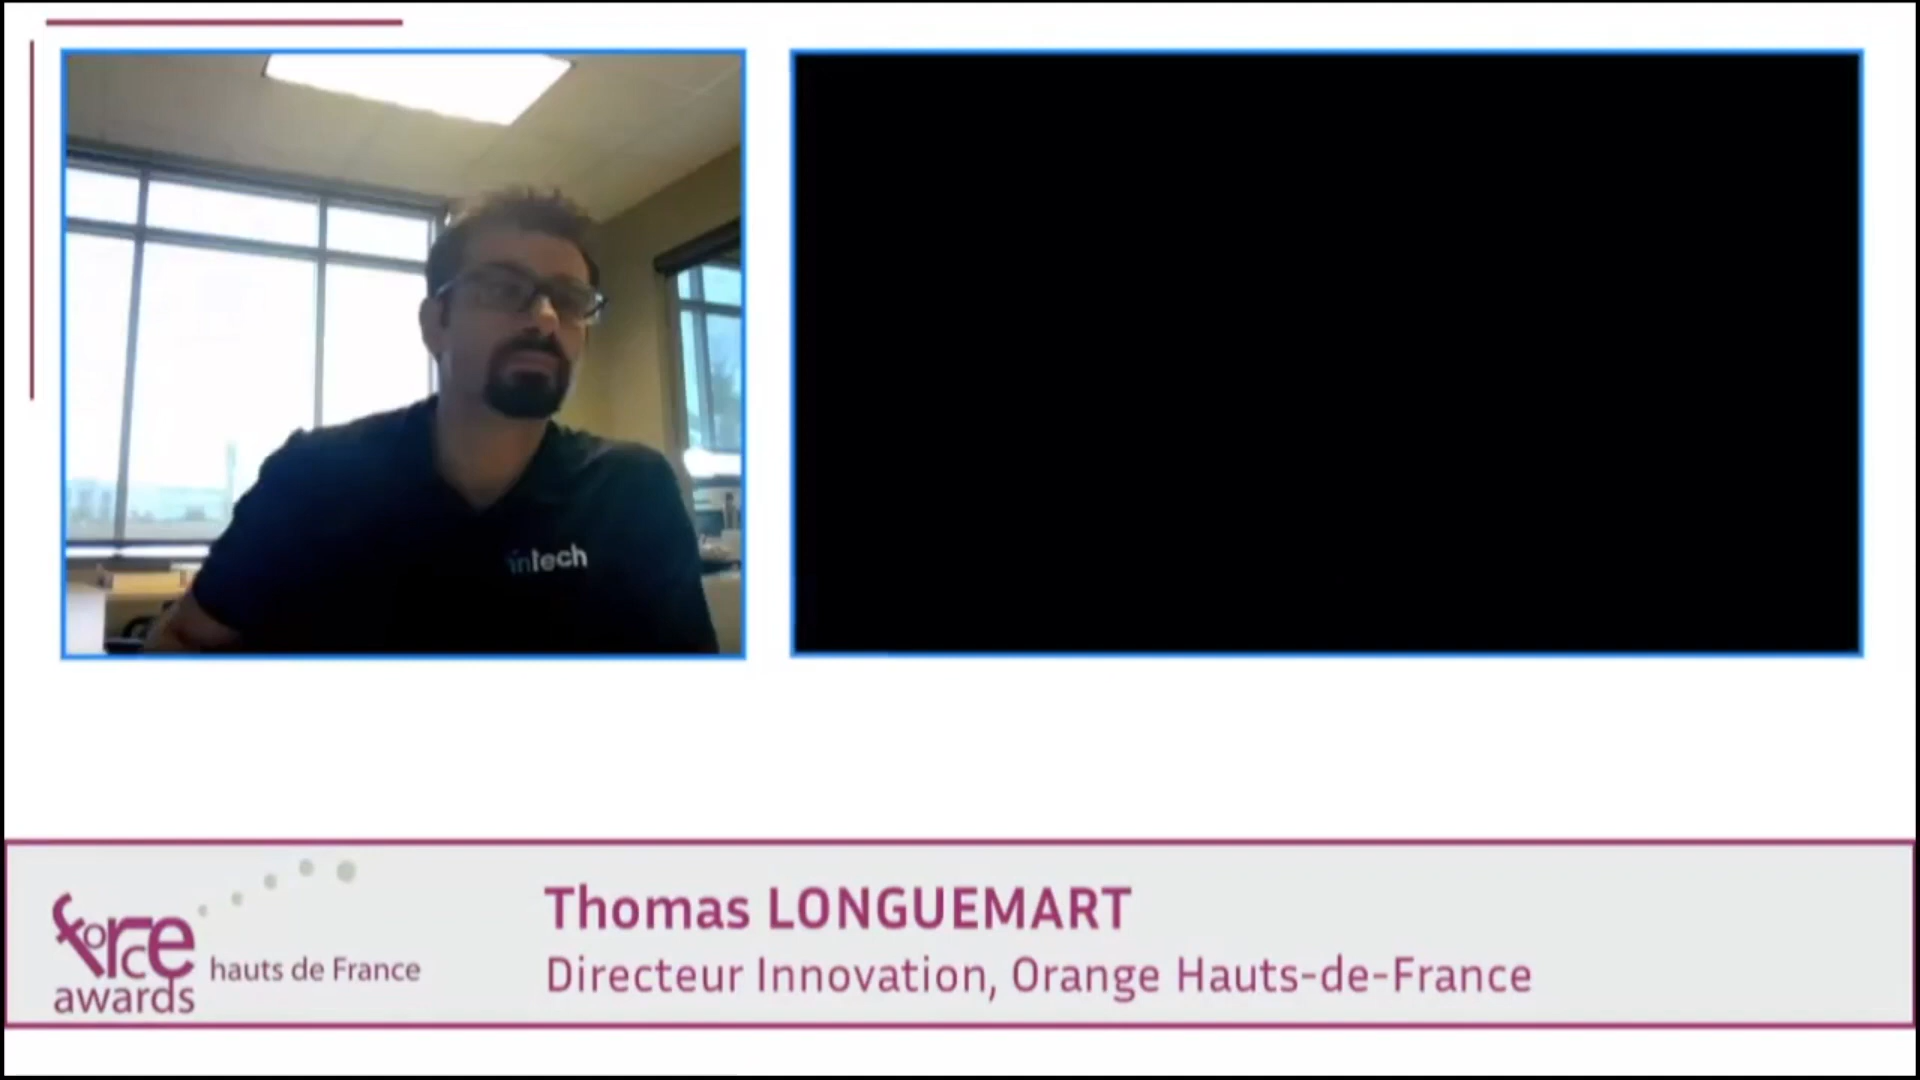 intech
Thomas LONGUEMART
Directeur Innovation, Orange Hauts-de-France
force
awards
hauts de France